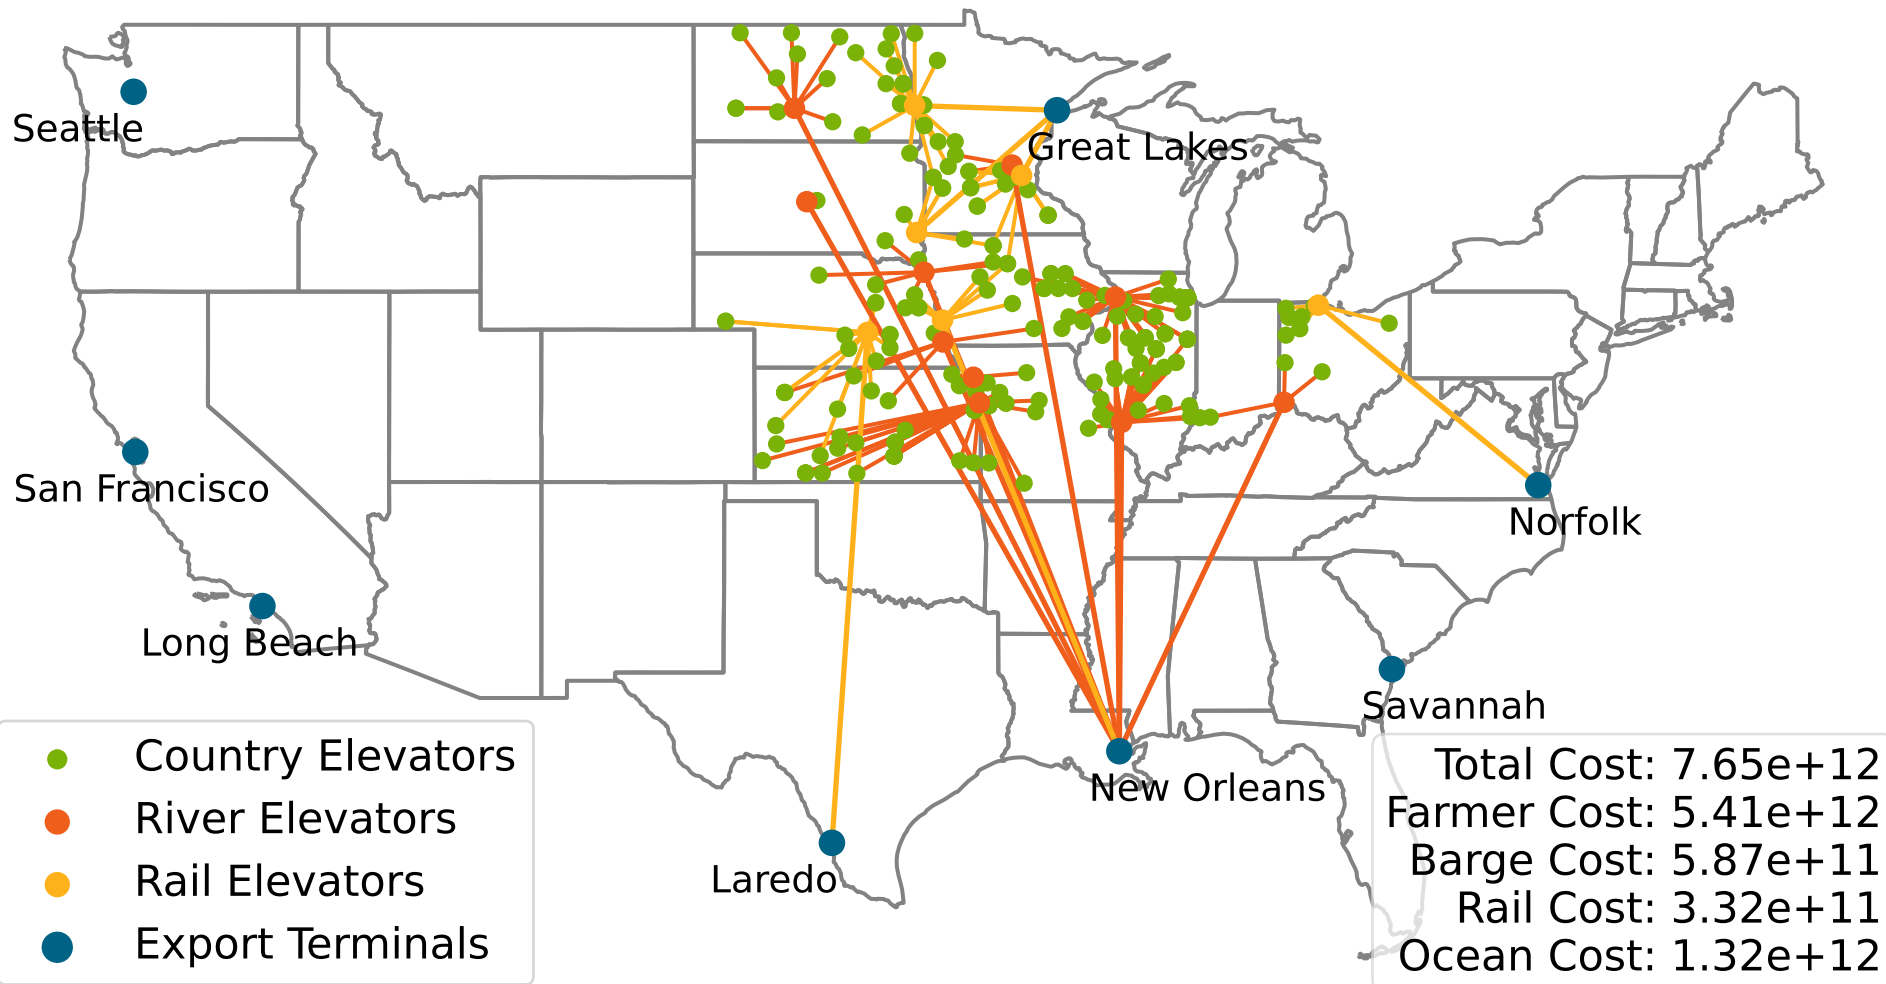 Seattle
Great Lakes
San Francisco
Norfolk
Long Beach
Savannah
New Orleans
Laredo
Country Elevators
River Elevators
Rail Elevators
Export Terminals
Total Cost: 7.65e+12
Farmer Cost: 5.41e+12
Barge Cost: 5.87e+11
Rail Cost: 3.32e+11
Ocean Cost: 1.32e+12